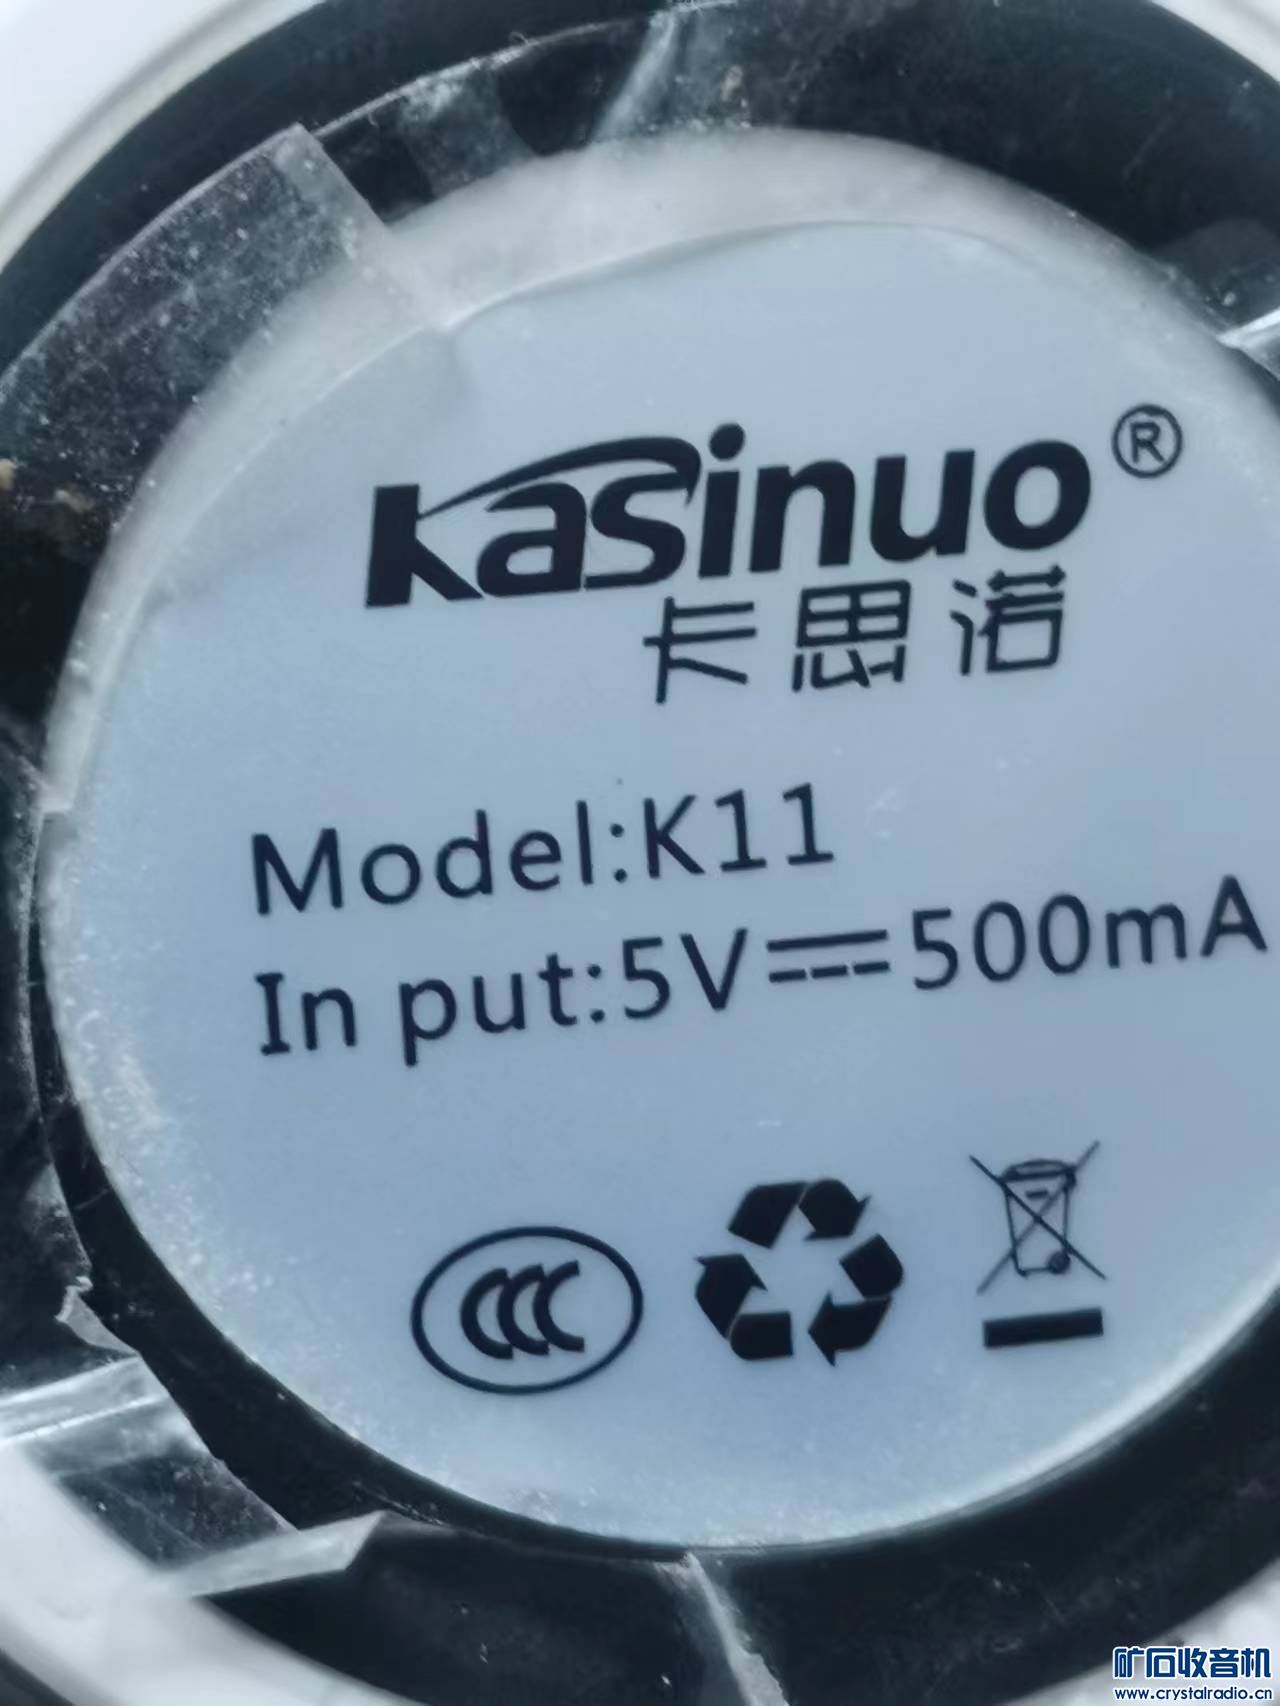 Kasinuo®
卡思诺
Model:K11
In put:5V⎓500mA
CCC
矿石收音机
www.crystalradio.cn